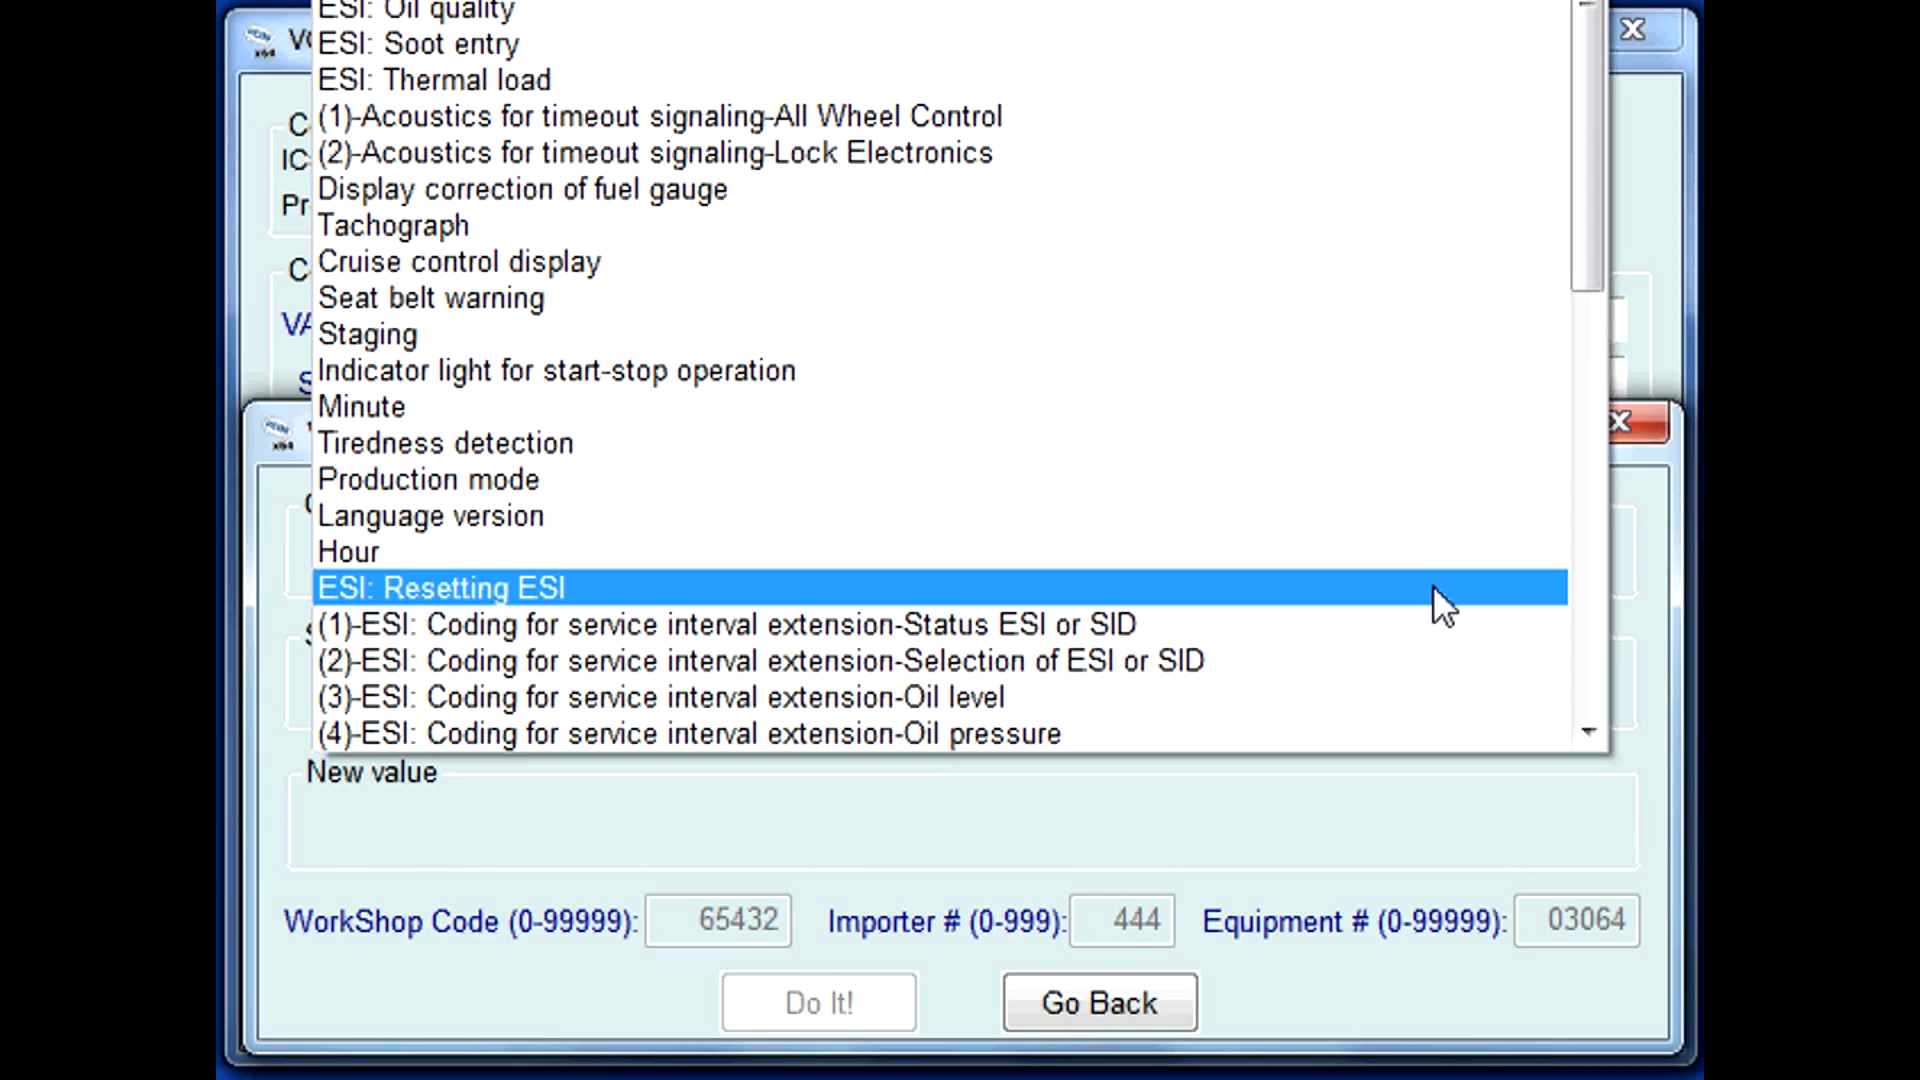 ESI: Oil quality
ESI: Soot entry
ESI: Thermal load
(1)-Acoustics for timeout signaling-All Wheel Control
(2)-Acoustics for timeout signaling-Lock Electronics
Display correction of fuel gauge
Tachograph
Cruise control display
Seat belt warning
Staging
Indicator light for start-stop operation
Minute
Tiredness detection
Production mode
Language version
Hour
ESI: Resetting ESI
(1)-ESI: Coding for service interval extension-Status ESI or SID
(2)-ESI: Coding for service interval extension-Selection of ESI or SID
(3)-ESI: Coding for service interval extension-Oil level
(4)-ESI: Coding for service interval extension-Oil pressure
New value
WorkShop Code (0-99999): 65432 Importer # (0-999): 444 Equipment # (0-99999): 03064
Do It! Go Back